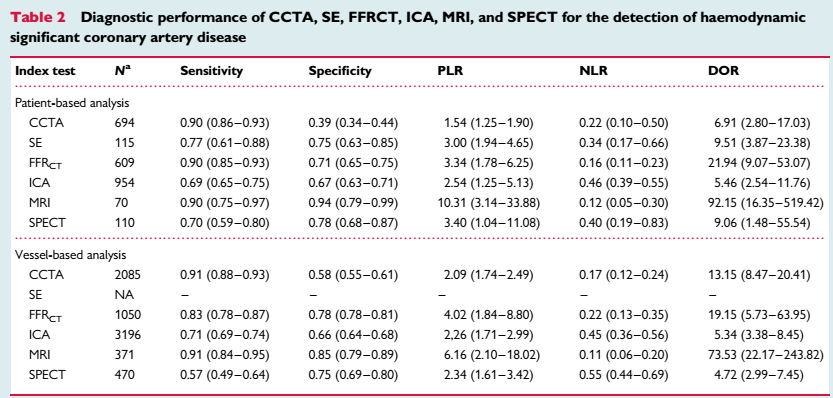 Table 2 Diagnostic performance of CCTA, SE, FFRCT, ICA, MRI, and SPECT for the detection of haemodynamic
significant coronary artery disease
Index test Nᵃ Sensitivity Specificity PLR NLR DOR
Patient-based analysis
CCTA 694 0.90 (0.86–0.93) 0.39 (0.34–0.44) 1.54 (1.25–1.90) 0.22 (0.10–0.50) 6.91 (2.80–17.03)
SE 115 0.77 (0.61–0.88) 0.75 (0.63–0.85) 3.00 (1.94–4.65) 0.34 (0.17–0.66) 9.51 (3.87–23.38)
FFRCT 609 0.90 (0.85–0.93) 0.71 (0.65–0.75) 3.34 (1.78–6.25) 0.16 (0.11–0.23) 21.94 (9.07–53.07)
ICA 954 0.69 (0.65–0.75) 0.67 (0.63–0.71) 2.54 (1.25–5.13) 0.46 (0.39–0.55) 5.46 (2.54–11.76)
MRI 70 0.90 (0.75–0.97) 0.94 (0.79–0.99) 10.31 (3.14–33.88) 0.12 (0.05–0.30) 92.15 (16.35–519.42)
SPECT 110 0.70 (0.59–0.80) 0.78 (0.68–0.87) 3.40 (1.04–11.08) 0.40 (0.19–0.83) 9.06 (1.48–55.54)
Vessel-based analysis
CCTA 2085 0.91 (0.88–0.93) 0.58 (0.55–0.61) 2.09 (1.74–2.49) 0.17 (0.12–0.24) 13.15 (8.47–20.41)
SE NA – – – – –
FFRCT 1050 0.83 (0.78–0.87) 0.78 (0.78–0.81) 4.02 (1.84–8.80) 0.22 (0.13–0.35) 19.15 (5.73–63.95)
ICA 3196 0.71 (0.69–0.74) 0.66 (0.64–0.68) 2,26 (1.71–2.99) 0.45 (0.36–0.56) 5.34 (3.38–8.45)
MRI 371 0.91 (0.84–0.95) 0.85 (0.79–0.89) 6.16 (2.10–18.02) 0.11 (0.06–0.20) 73.53 (22.17–243.82)
SPECT 470 0.57 (0.49–0.64) 0.75 (0.69–0.80) 2.34 (1.61–3.42) 0.55 (0.44–0.69) 4.72 (2.99–7.45)